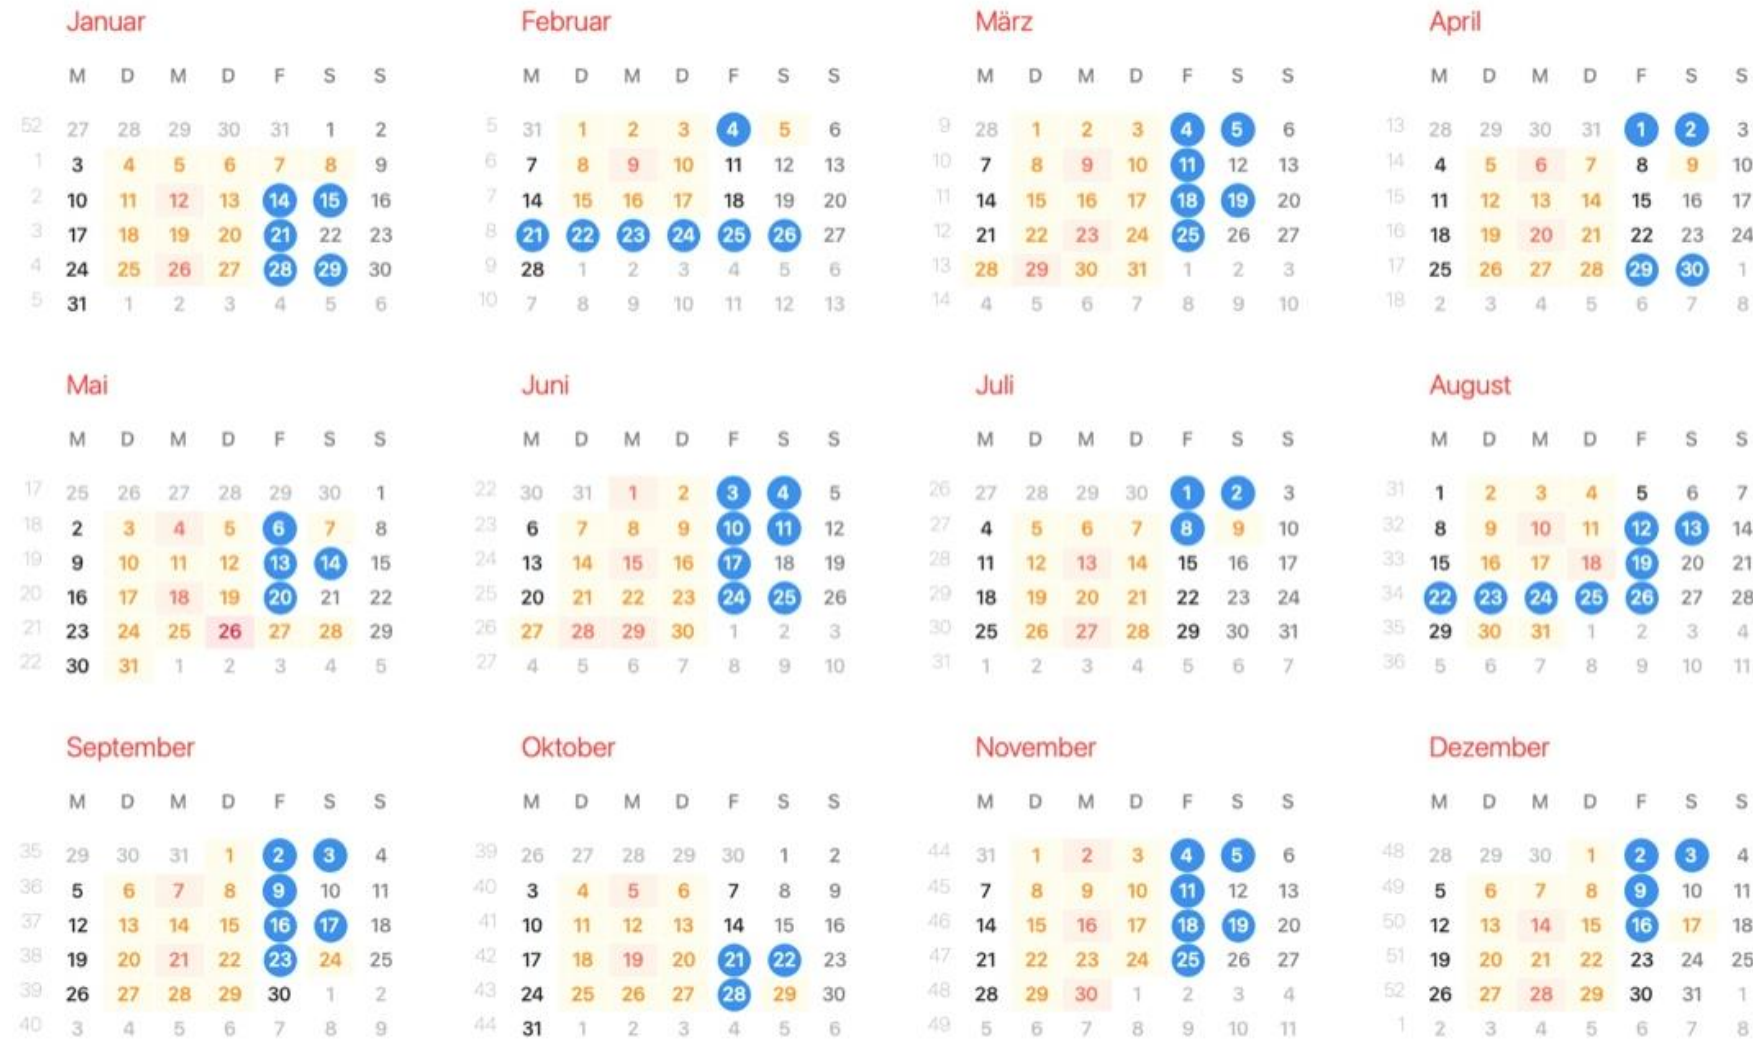 Januar Februar März April
M D M D F S S M D M D F S S M D M D F S S M D M D F S S
52 27 28 29 30 31 1 2 5 31 1 2 3 4 5 6 9 28 1 2 3 4 5 6 13 28 29 30 31 1 2 3
1 3 4 5 6 7 8 9 6 7 8 9 10 11 12 13 10 7 8 9 10 11 12 13 14 4 5 6 7 8 9 10
2 10 11 12 13 14 15 16 7 14 15 16 17 18 19 20 11 14 15 16 17 18 19 20 15 11 12 13 14 15 16 17
3 17 18 19 20 21 22 23 8 21 22 23 24 25 26 27 12 21 22 23 24 25 26 27 16 18 19 20 21 22 23 24
4 24 25 26 27 28 29 30 9 28 1 2 3 4 5 6 13 28 29 30 31 1 2 3 17 25 26 27 28 29 30 1
5 31 1 2 3 4 5 6 10 7 8 9 10 11 12 13 14 4 5 6 7 8 9 10 18 2 3 4 5 6 7 8
Mai Juni Juli August
M D M D F S S M D M D F S S M D M D F S S M D M D F S S
17 25 26 27 28 29 30 1 22 30 31 1 2 3 4 5 26 27 28 29 30 1 2 3 31 1 2 3 4 5 6 7
18 2 3 4 5 6 7 8 23 6 7 8 9 10 11 12 27 4 5 6 7 8 9 10 32 8 9 10 11 12 13 14
19 9 10 11 12 13 14 15 24 13 14 15 16 17 18 19 28 11 12 13 14 15 16 17 33 15 16 17 18 19 20 21
20 16 17 18 19 20 21 22 25 20 21 22 23 24 25 26 29 18 19 20 21 22 23 24 34 22 23 24 25 26 27 28
21 23 24 25 26 27 28 29 26 27 28 29 30 1 2 3 30 25 26 27 28 29 30 31 35 29 30 31 1 2 3 4
22 30 31 1 2 3 4 5 27 4 5 6 7 8 9 10 31 1 2 3 4 5 6 7 36 5 6 7 8 9 10 11
September Oktober November Dezember
M D M D F S S M D M D F S S M D M D F S S M D M D F S S
35 29 30 31 1 2 3 4 39 26 27 28 29 30 1 2 44 31 1 2 3 4 5 6 48 28 29 30 1 2 3 4
36 5 6 7 8 9 10 11 40 3 4 5 6 7 8 9 45 7 8 9 10 11 12 13 49 5 6 7 8 9 10 11
37 12 13 14 15 16 17 18 41 10 11 12 13 14 15 16 46 14 15 16 17 18 19 20 50 12 13 14 15 16 17 18
38 19 20 21 22 23 24 25 42 17 18 19 20 21 22 23 47 21 22 23 24 25 26 27 51 19 20 21 22 23 24 25
39 26 27 28 29 30 1 2 43 24 25 26 27 28 29 30 48 28 29 30 1 2 3 4 52 26 27 28 29 30 31 1
40 3 4 5 6 7 8 9 44 31 1 2 3 4 5 6 49 5 6 7 8 9 10 11 1 2 3 4 5 6 7 8